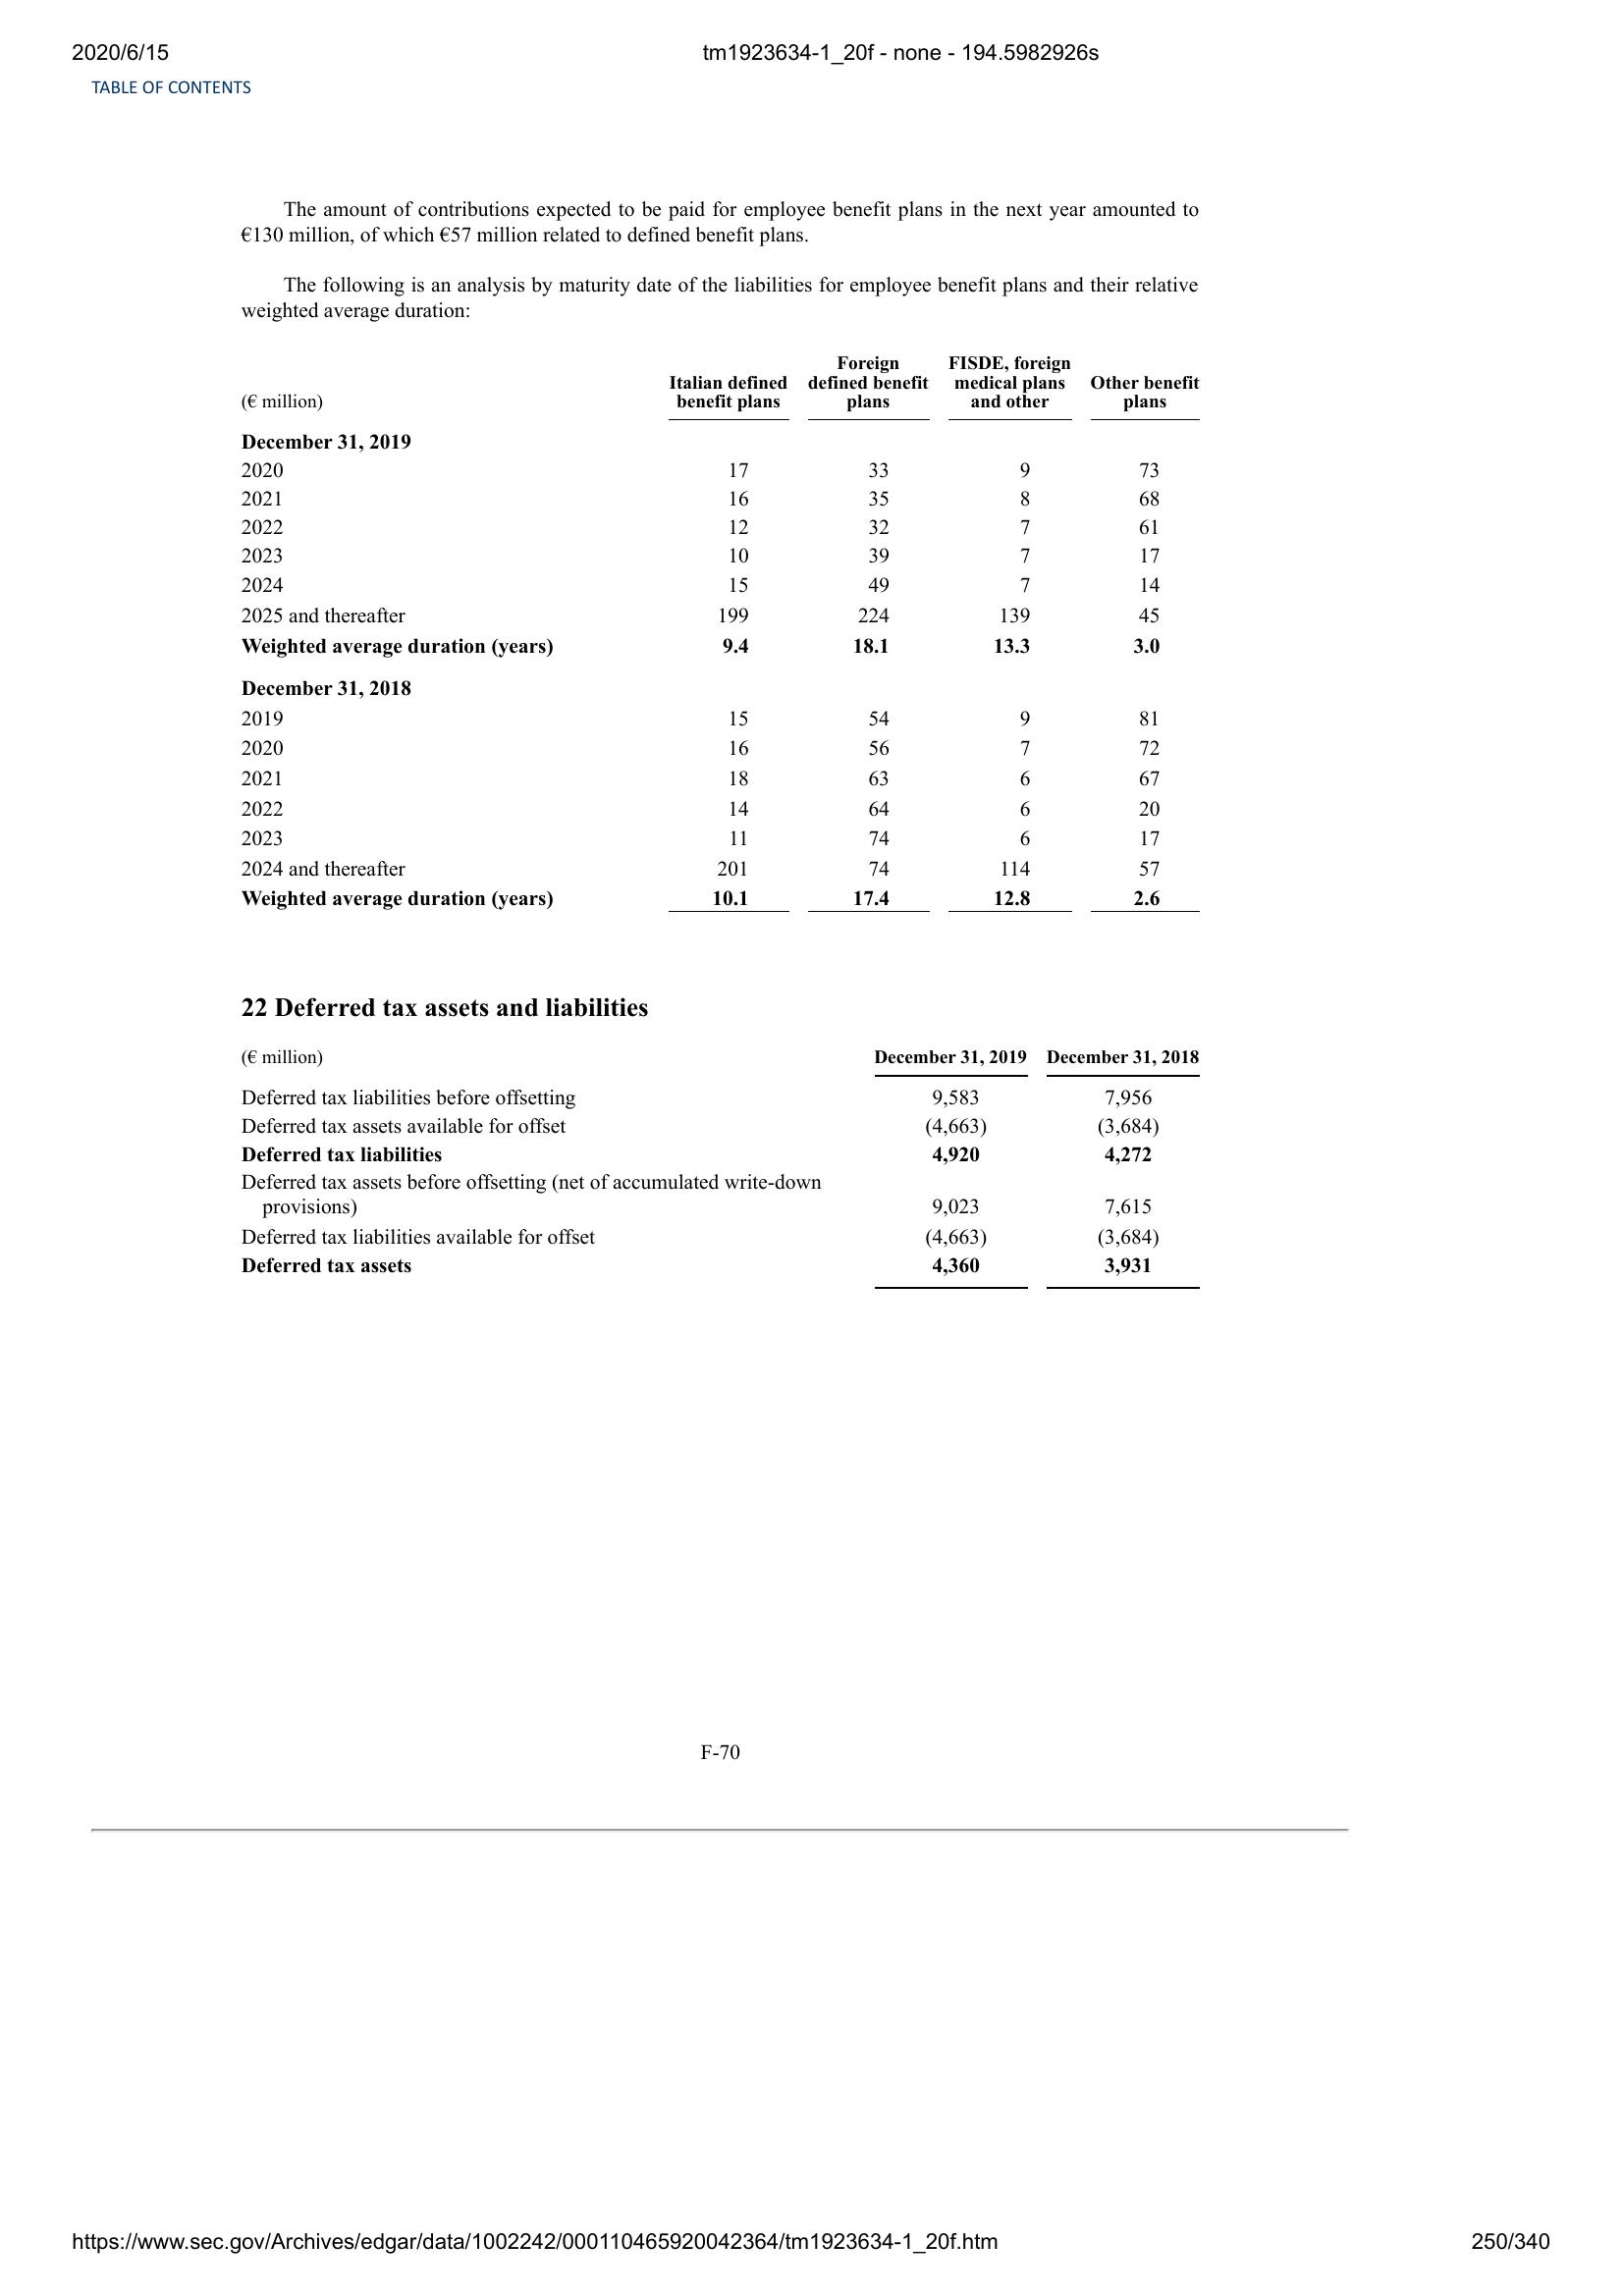 2020/6/15 tm1923634-1_20f - none - 194.5982926s
TABLE OF CONTENTS
The amount of contributions expected to be paid for employee benefit plans in the next year amounted to
€130 million, of which €57 million related to defined benefit plans.
The following is an analysis by maturity date of the liabilities for employee benefit plans and their relative
weighted average duration:
(€ million) Italian defined benefit plans Foreign defined benefit plans FISDE, foreign medical plans and other Other benefit plans
December 31, 2019
2020 17 33 9 73
2021 16 35 8 68
2022 12 32 7 61
2023 10 39 7 17
2024 15 49 7 14
2025 and thereafter 199 224 139 45
Weighted average duration (years) 9.4 18.1 13.3 3.0
December 31, 2018
2019 15 54 9 81
2020 16 56 7 72
2021 18 63 6 67
2022 14 64 6 20
2023 11 74 6 17
2024 and thereafter 201 74 114 57
Weighted average duration (years) 10.1 17.4 12.8 2.6
22 Deferred tax assets and liabilities
(€ million) December 31, 2019 December 31, 2018
Deferred tax liabilities before offsetting 9,583 7,956
Deferred tax assets available for offset (4,663) (3,684)
Deferred tax liabilities 4,920 4,272
Deferred tax assets before offsetting (net of accumulated write-down
provisions) 9,023 7,615
Deferred tax liabilities available for offset (4,663) (3,684)
Deferred tax assets 4,360 3,931
F-70
https://www.sec.gov/Archives/edgar/data/1002242/000110465920042364/tm1923634-1_20f.htm 250/340